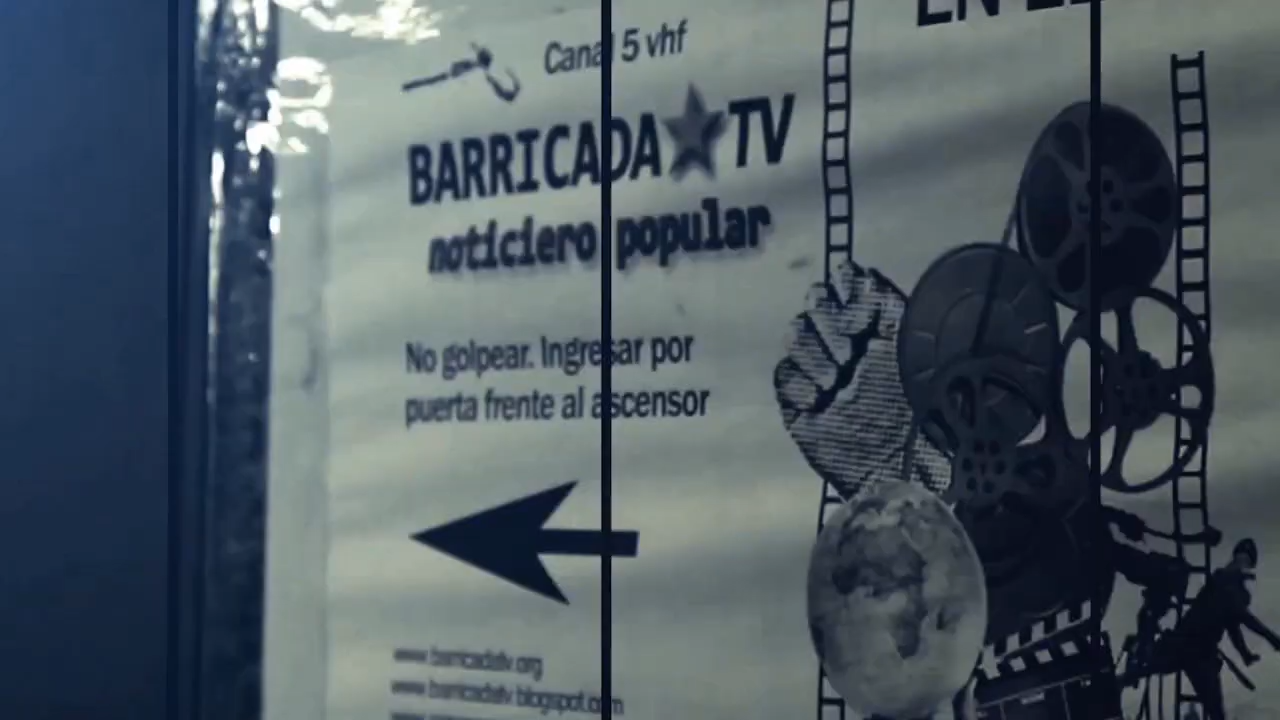 Canal 5 vhf
BARRICADA TV
noticiero popular
No golpear. Ingresar por
puerta frente al ascensor
www.barricadatv.org
www.barricadatv.blogspot.com
EN